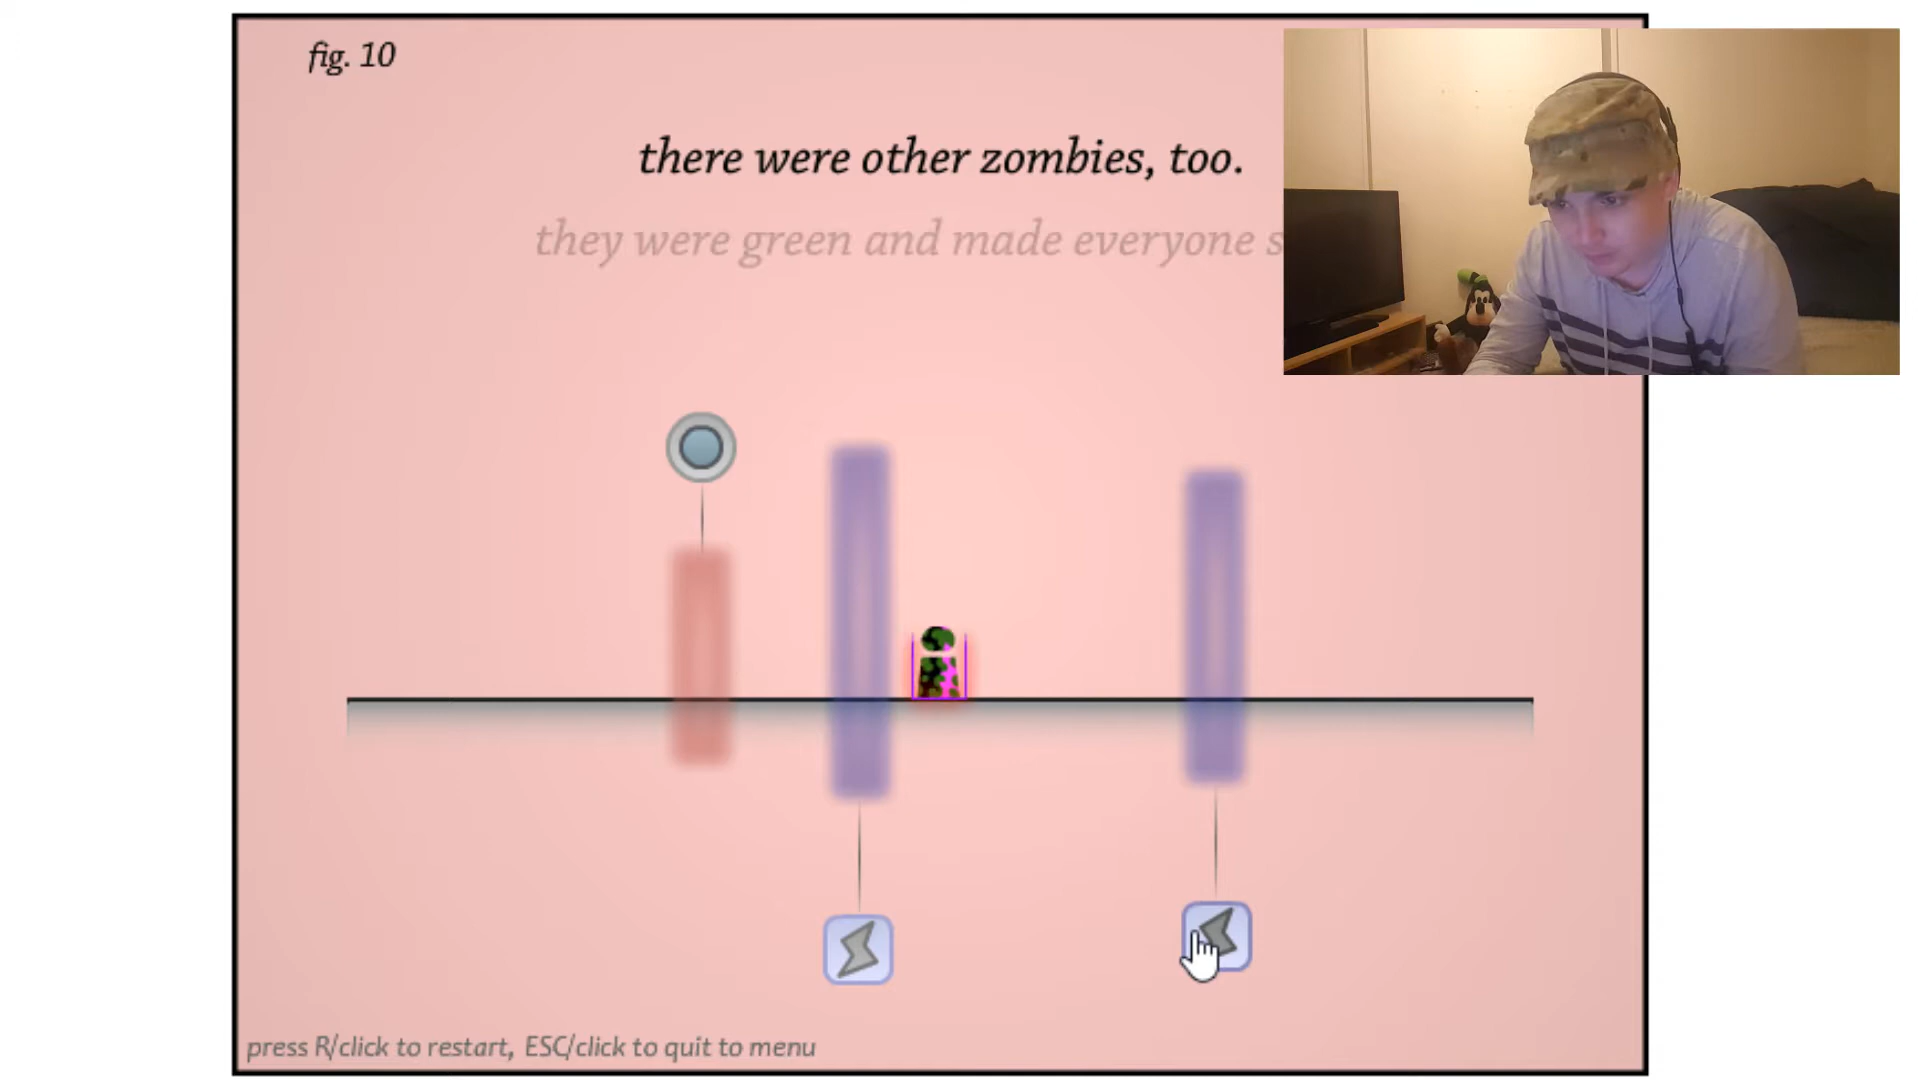 fig. 10
there were other zombies, too.
they were green and made everyone
press R/click to restart, ESC/click to quit to menu